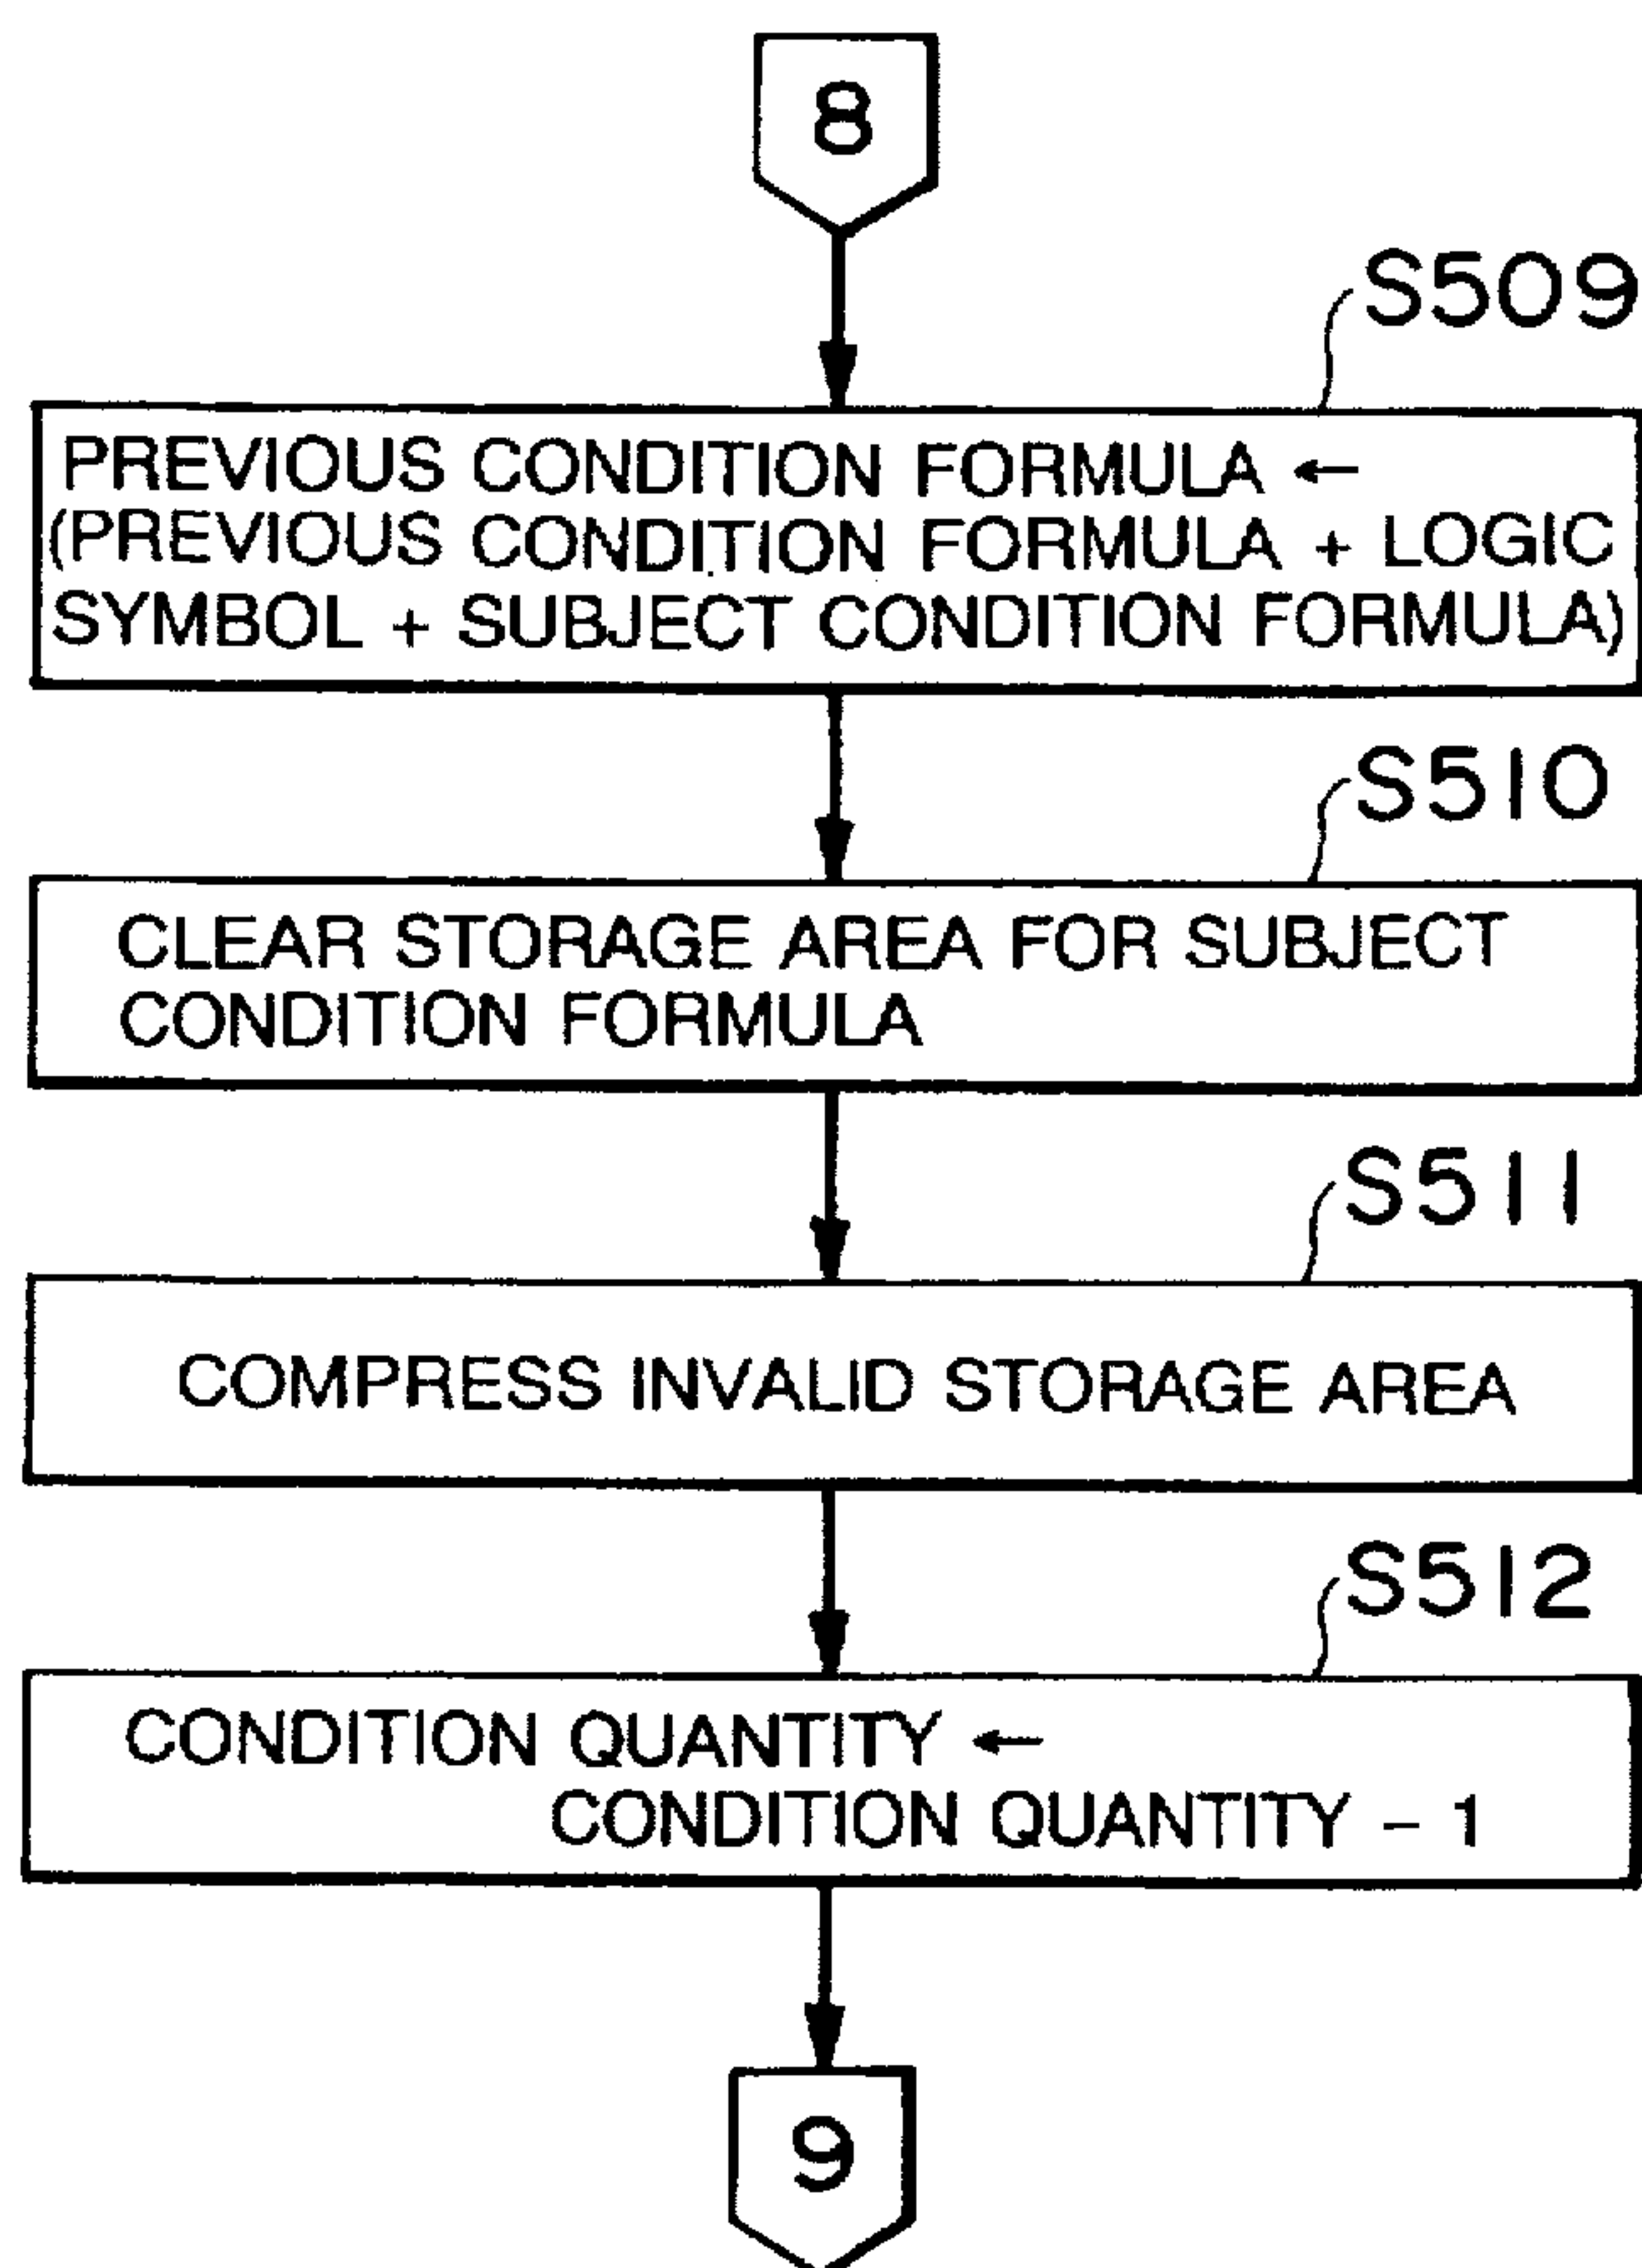 8
S509
PREVIOUS CONDITION FORMULA ←
(PREVIOUS CONDITION FORMULA + LOGIC
SYMBOL + SUBJECT CONDITION FORMULA)
S510
CLEAR STORAGE AREA FOR SUBJECT
CONDITION FORMULA
S511
COMPRESS INVALID STORAGE AREA
S512
CONDITION QUANTITY ←
CONDITION QUANTITY - 1
9